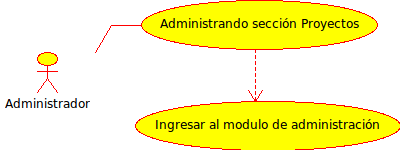 Administrando sección Proyectos
Administrador
Ingresar al modulo de administración